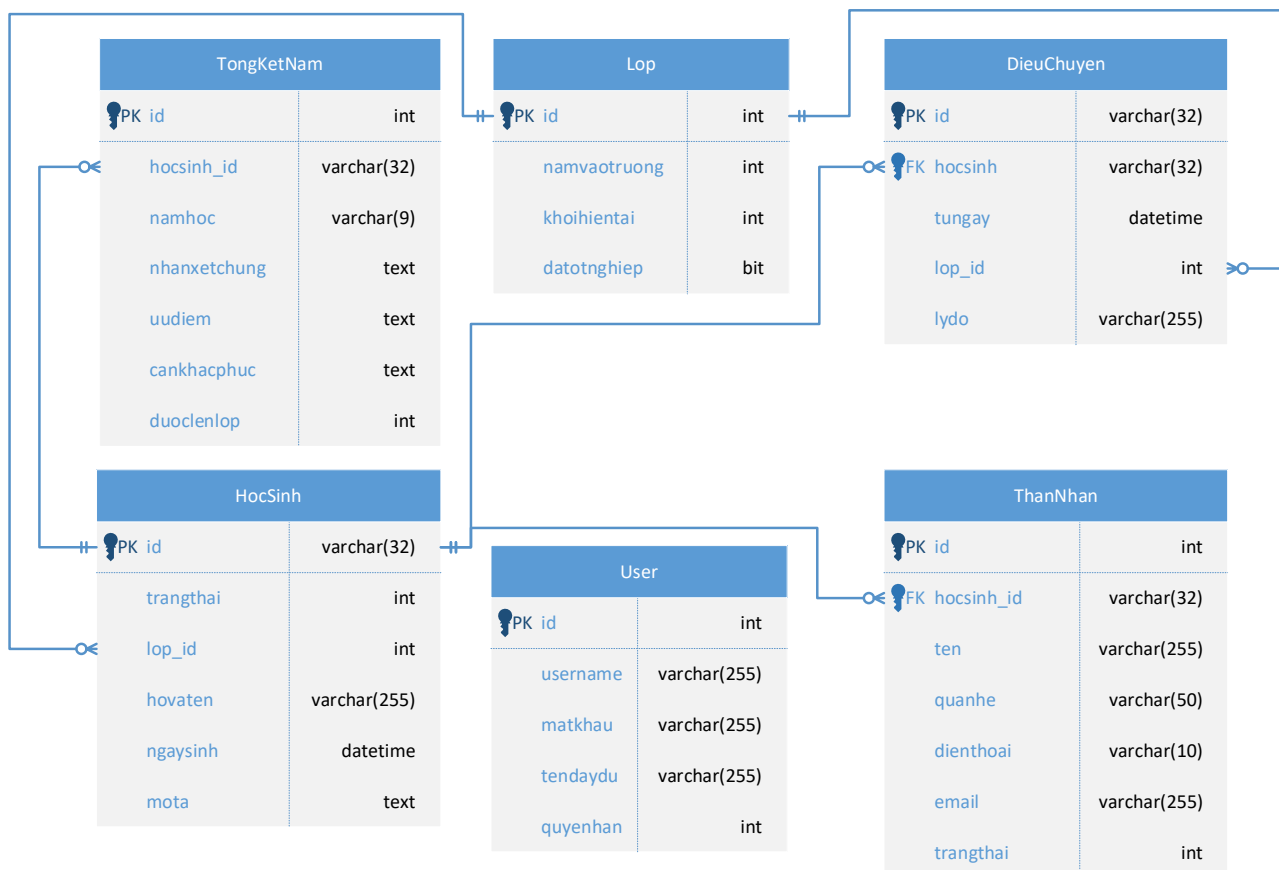 TongKetNam
PK id int
hocsinh_id varchar(32)
namhoc varchar(9)
nhanxetchung text
uudiem text
cankhacphuc text
duoclenlop int
Lop
PK id int
namvaotruong int
khoihientai int
datotnghiep bit
DieuChuyen
PK id varchar(32)
FK hocsinh varchar(32)
tungay datetime
lop_id int
lydo varchar(255)
HocSinh
PK id varchar(32)
trangthai int
lop_id int
hovaten varchar(255)
ngaysinh datetime
mota text
User
PK id int
username varchar(255)
matkhau varchar(255)
tendaydu varchar(255)
quyenhan int
ThanNhan
PK id int
FK hocsinh_id varchar(32)
ten varchar(255)
quanhe varchar(50)
dienthoai varchar(10)
email varchar(255)
trangthai int